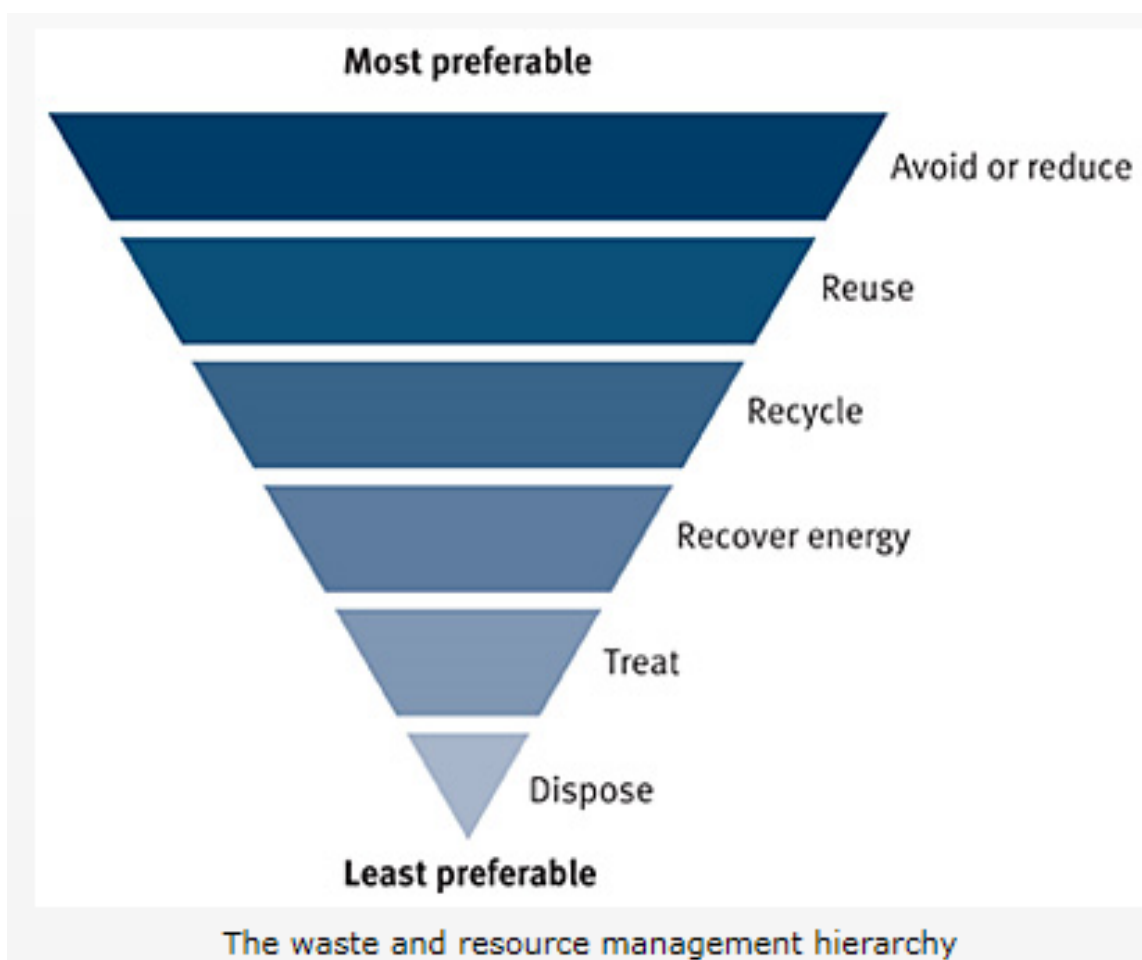 Most preferable
Avoid or reduce
Reuse
Recycle
Recover energy
Treat
Dispose
Least preferable
The waste and resource management hierarchy